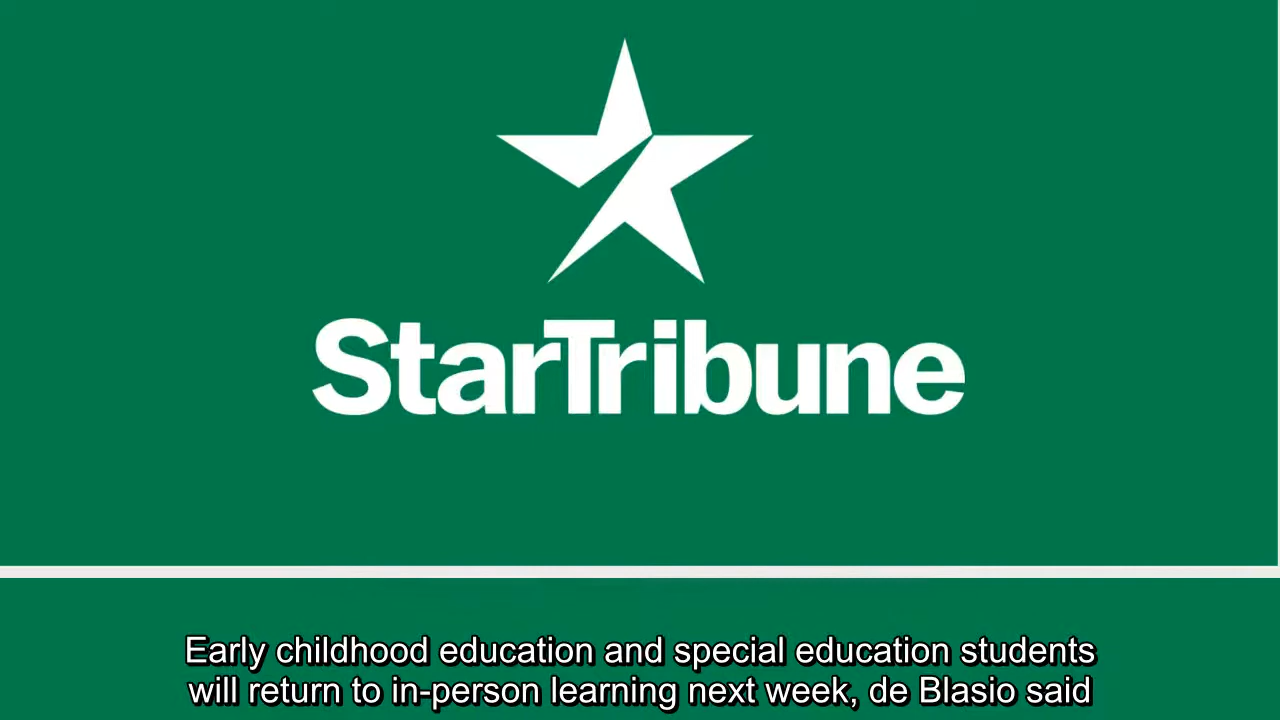 StarTribune
Early childhood education and special education students
will return to in-person learning next week, de Blasio said